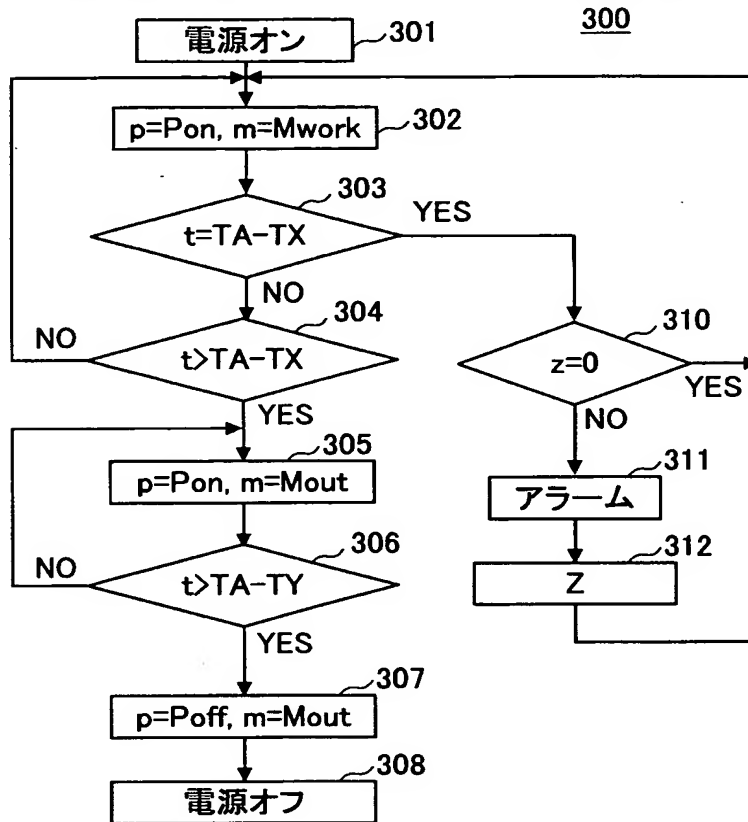 300
電源オン
301
p=Pon, m=Mwork
302
303
t=TA-TX
YES
NO
304
t>TA-TX
NO
YES
310
z=0
YES
NO
305
p=Pon, m=Mout
311
アラーム
306
t>TA-TY
NO
YES
312
Z
307
p=Poff, m=Mout
308
電源オフ